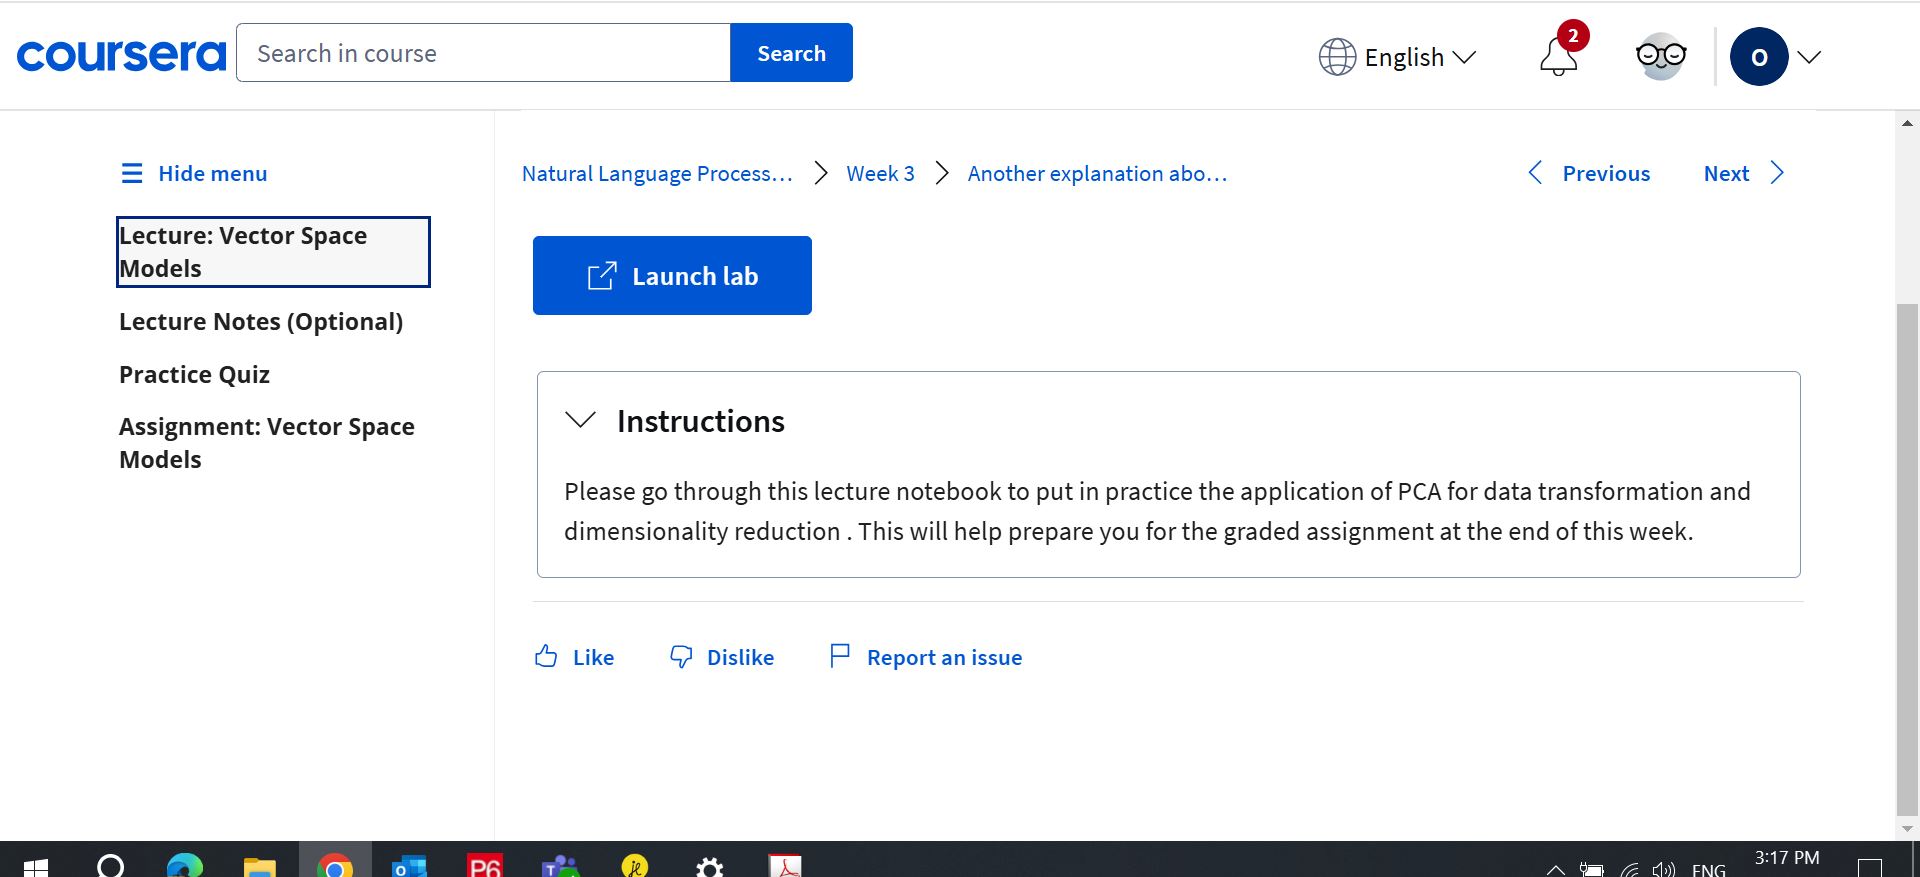 coursera
Search in course
Search
English
2
O
Hide menu
Natural Language Process...
Week 3
Another explanation abo...
Previous
Next
Lecture: Vector Space
Models
Lecture Notes (Optional)
Practice Quiz
Assignment: Vector Space
Models
Launch lab
Instructions
Please go through this lecture notebook to put in practice the application of PCA for data transformation and
dimensionality reduction . This will help prepare you for the graded assignment at the end of this week.
Like
Dislike
Report an issue
P6
ENG
3:17 PM